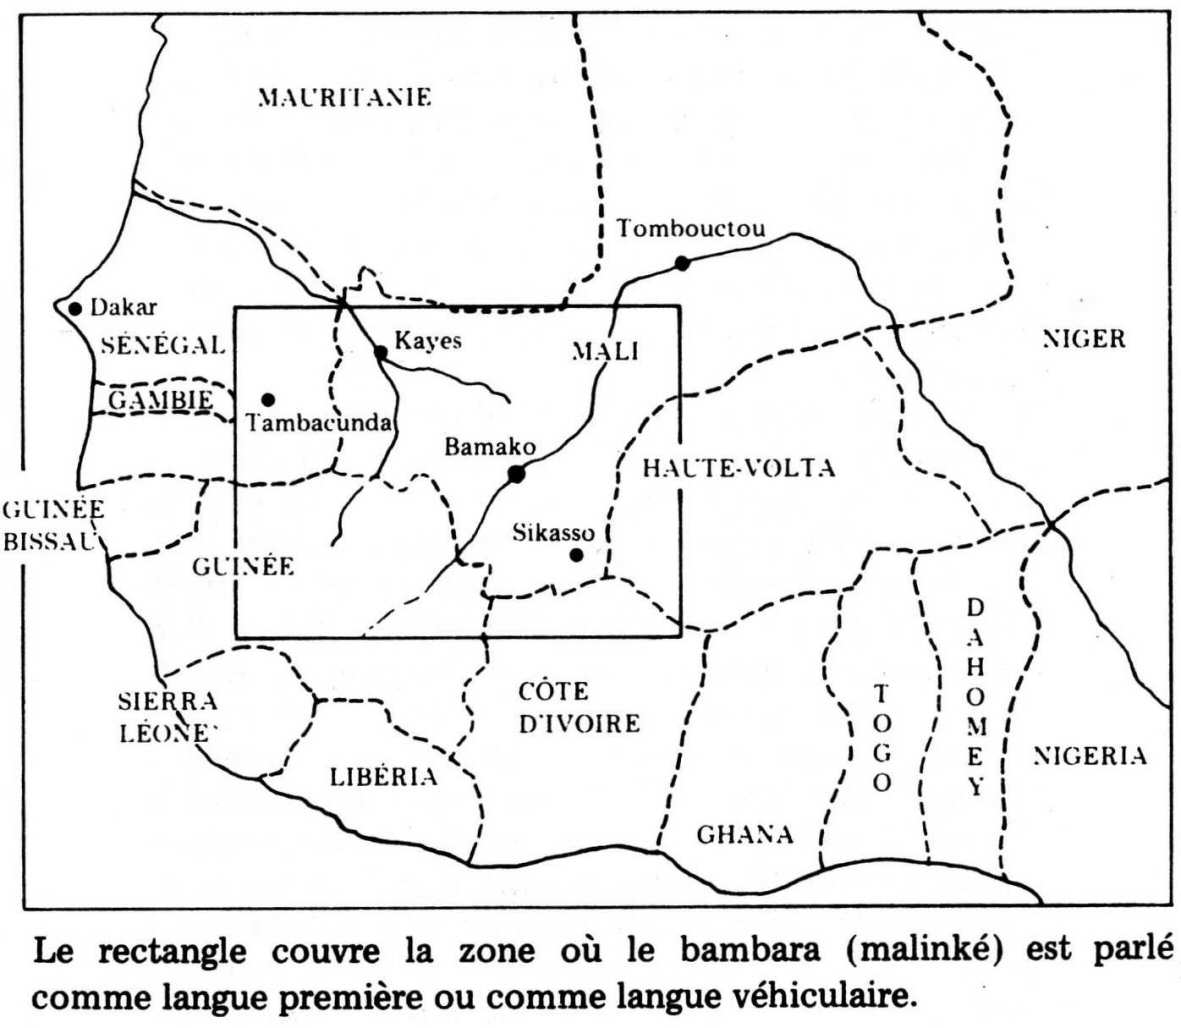 MAURITANIE
Tombouctou
Dakar
SÉNÉGAL
Kayes
MALI
NIGER
GAMBIE
Tambacunda
Bamako
HAUTE-VOLTA
GUINÉE
BISSAU
Sikasso
GUINÉE
DAHOMEY
SIERRA
LÉONE
CÔTE
D'IVOIRE
TOGO
LIBÉRIA
NIGERIA
GHANA
Le rectangle couvre la zone où le bambara (malinké) est parlé
comme langue première ou comme langue véhiculaire.